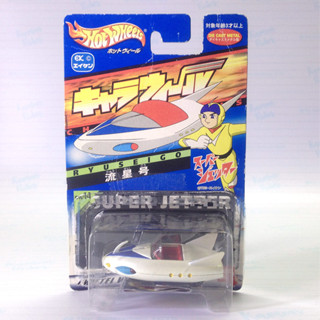 HOT WHEELS
ホットウィール
対象年齢3才以上
DIE CAST METAL
エイケン
キャラウィール
RYUSEIGO
流星号
スーパー
ジェッター
SUPER JETTER